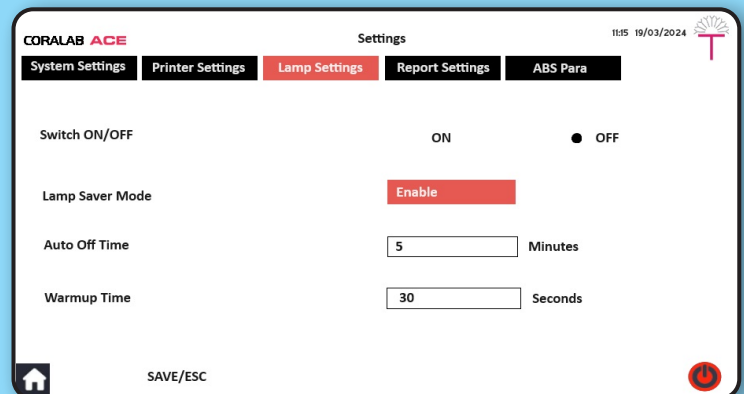 CORALAB ACE
Settings
11:15 19/03/2024
System Settings Printer Settings Lamp Settings Report Settings ABS Para
Switch ON/OFF ON OFF
Lamp Saver Mode Enable
Auto Off Time 5 Minutes
Warmup Time 30 Seconds
SAVE/ESC